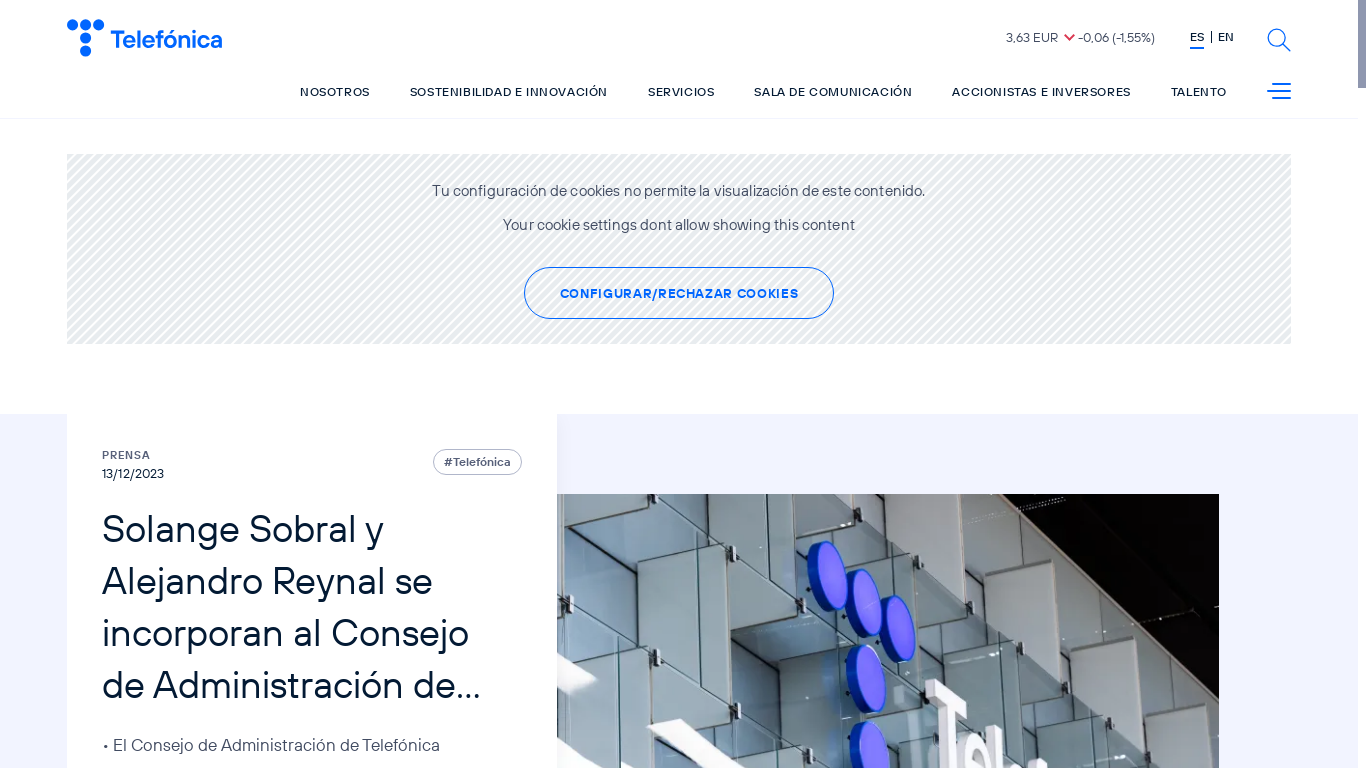 Telefónica
3,63 EUR -0,06 (-1,55%)
ES | EN
NOSOTROS
SOSTENIBILIDAD E INNOVACIÓN
SERVICIOS
SALA DE COMUNICACIÓN
ACCIONISTAS E INVERSORES
TALENTO
Tu configuración de cookies no permite la visualización de este contenido.
Your cookie settings dont allow showing this content
CONFIGURAR/RECHAZAR COOKIES
PRENSA
13/12/2023
#Telefónica
Solange Sobral y
Alejandro Reynal se
incorporan al Consejo
de Administración de...
• El Consejo de Administración de Telefónica
Tel